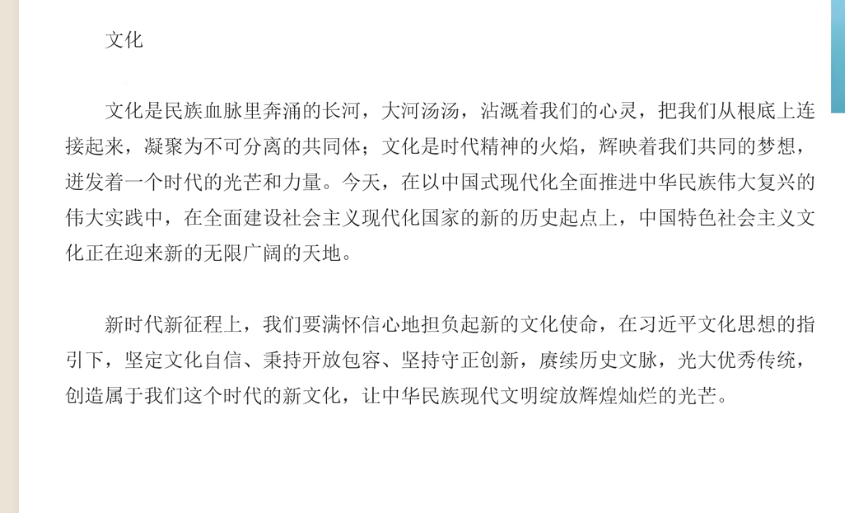 文化
文化是民族血脉里奔涌的长河，大河汤汤，沾溉着我们的心灵，把我们从根底上连
接起来，凝聚为不可分离的共同体；文化是时代精神的火焰，辉映着我们共同的梦想，
迸发着一个时代的光芒和力量。今天，在以中国式现代化全面推进中华民族伟大复兴的
伟大实践中，在全面建设社会主义现代化国家的新的历史起点上，中国特色社会主义文
化正在迎来新的无限广阔的天地。
新时代新征程上，我们要满怀信心地担负起新的文化使命，在习近平文化思想的指
引下，坚定文化自信、秉持开放包容、坚持守正创新，赓续历史文脉，光大优秀传统，
创造属于我们这个时代的新文化，让中华民族现代文明绽放辉煌灿烂的光芒。